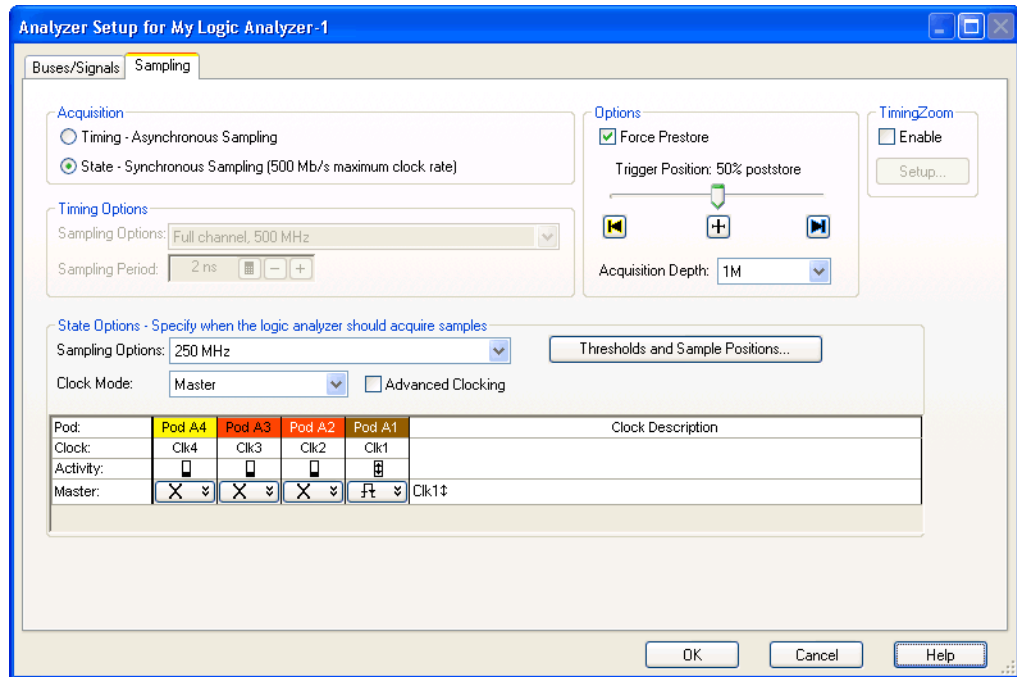 Analyzer Setup for My Logic Analyzer-1
Buses/Signals Sampling
Acquisition
Timing - Asynchronous Sampling
State - Synchronous Sampling (500 Mb/s maximum clock rate)
Options
Force Prestore
Trigger Position: 50% poststore
Acquisition Depth: 1M
TimingZoom
Enable
Setup...
Timing Options
Sampling Options: Full channel, 500 MHz
Sampling Period: 2 ns
State Options - Specify when the logic analyzer should acquire samples
Sampling Options: 250 MHz
Thresholds and Sample Positions...
Clock Mode: Master Advanced Clocking
Pod: Pod A4 Pod A3 Pod A2 Pod A1 Clock Description
Clock: Clk4 Clk3 Clk2 Clk1
Activity:
Master: X X X Clk1↕
OK Cancel Help